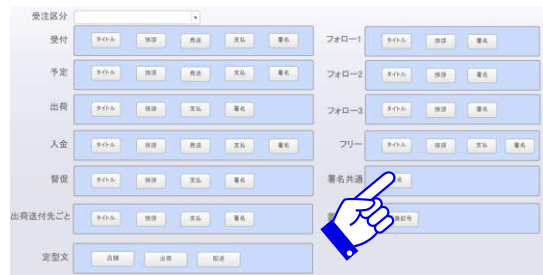 受注区分
受付 タイトル 挨拶 発送 支払 署名
フォロー1 タイトル 挨拶 署名
予定 タイトル 挨拶 発送 支払 署名
フォロー2 タイトル 挨拶 署名
出荷 タイトル 挨拶 支払 署名
フォロー3 タイトル 挨拶 署名
入金 タイトル 挨拶 発送 支払 署名
フリー タイトル 挨拶 支払 署名
督促 タイトル 挨拶 支払 署名
署名共通
出荷送付先ごと タイトル 挨拶 支払 署名
定型文 店舗 出荷 配送